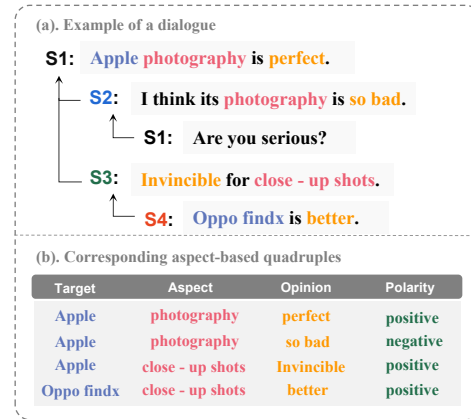 (a). Example of a dialogue
S1: Apple photography is perfect.
S2: I think its photography is so bad.
S1: Are you serious?
S3: Invincible for close - up shots.
S4: Oppo findx is better.
(b). Corresponding aspect-based quadruples
Target Aspect Opinion Polarity
Apple photography perfect positive
Apple photography so bad negative
Apple close - up shots Invincible positive
Oppo findx close - up shots better positive